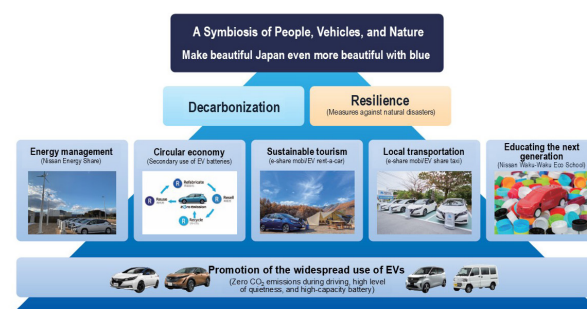 A Symbiosis of People, Vehicles, and Nature
Make beautiful Japan even more beautiful with blue
Decarbonization
Resilience
(Measures against natural disasters)
Energy management
(Nissan Energy Share)
Circular economy
(Secondary use of EV batteries)
Refabricate
Reuse
Resell
Recycle
Sustainable tourism
(e-share mobi/EV rent-a-car)
Local transportation
(e-share mobi/EV share taxi)
Educating the next
generation
(Nissan Waku-Waku Eco School)
Promotion of the widespread use of EVs
(Zero CO2 emissions during driving, high level
of quietness, and high-capacity battery)